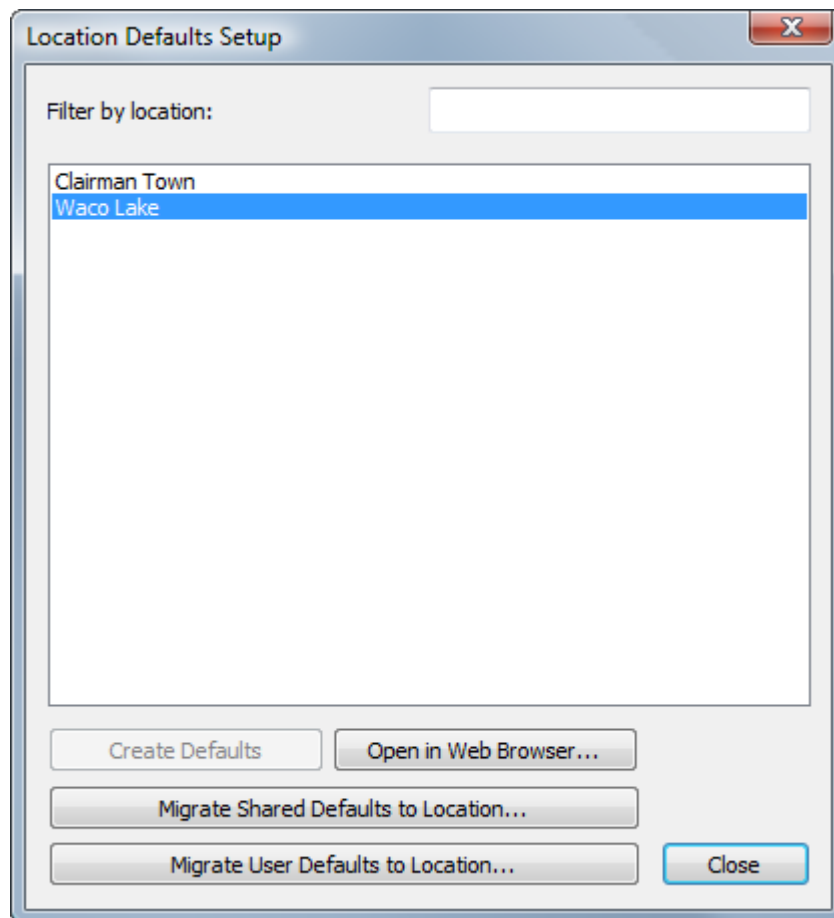 Location Defaults Setup
Filter by location:
Clairman Town
Waco Lake
Create Defaults
Open in Web Browser...
Migrate Shared Defaults to Location...
Migrate User Defaults to Location...
Close